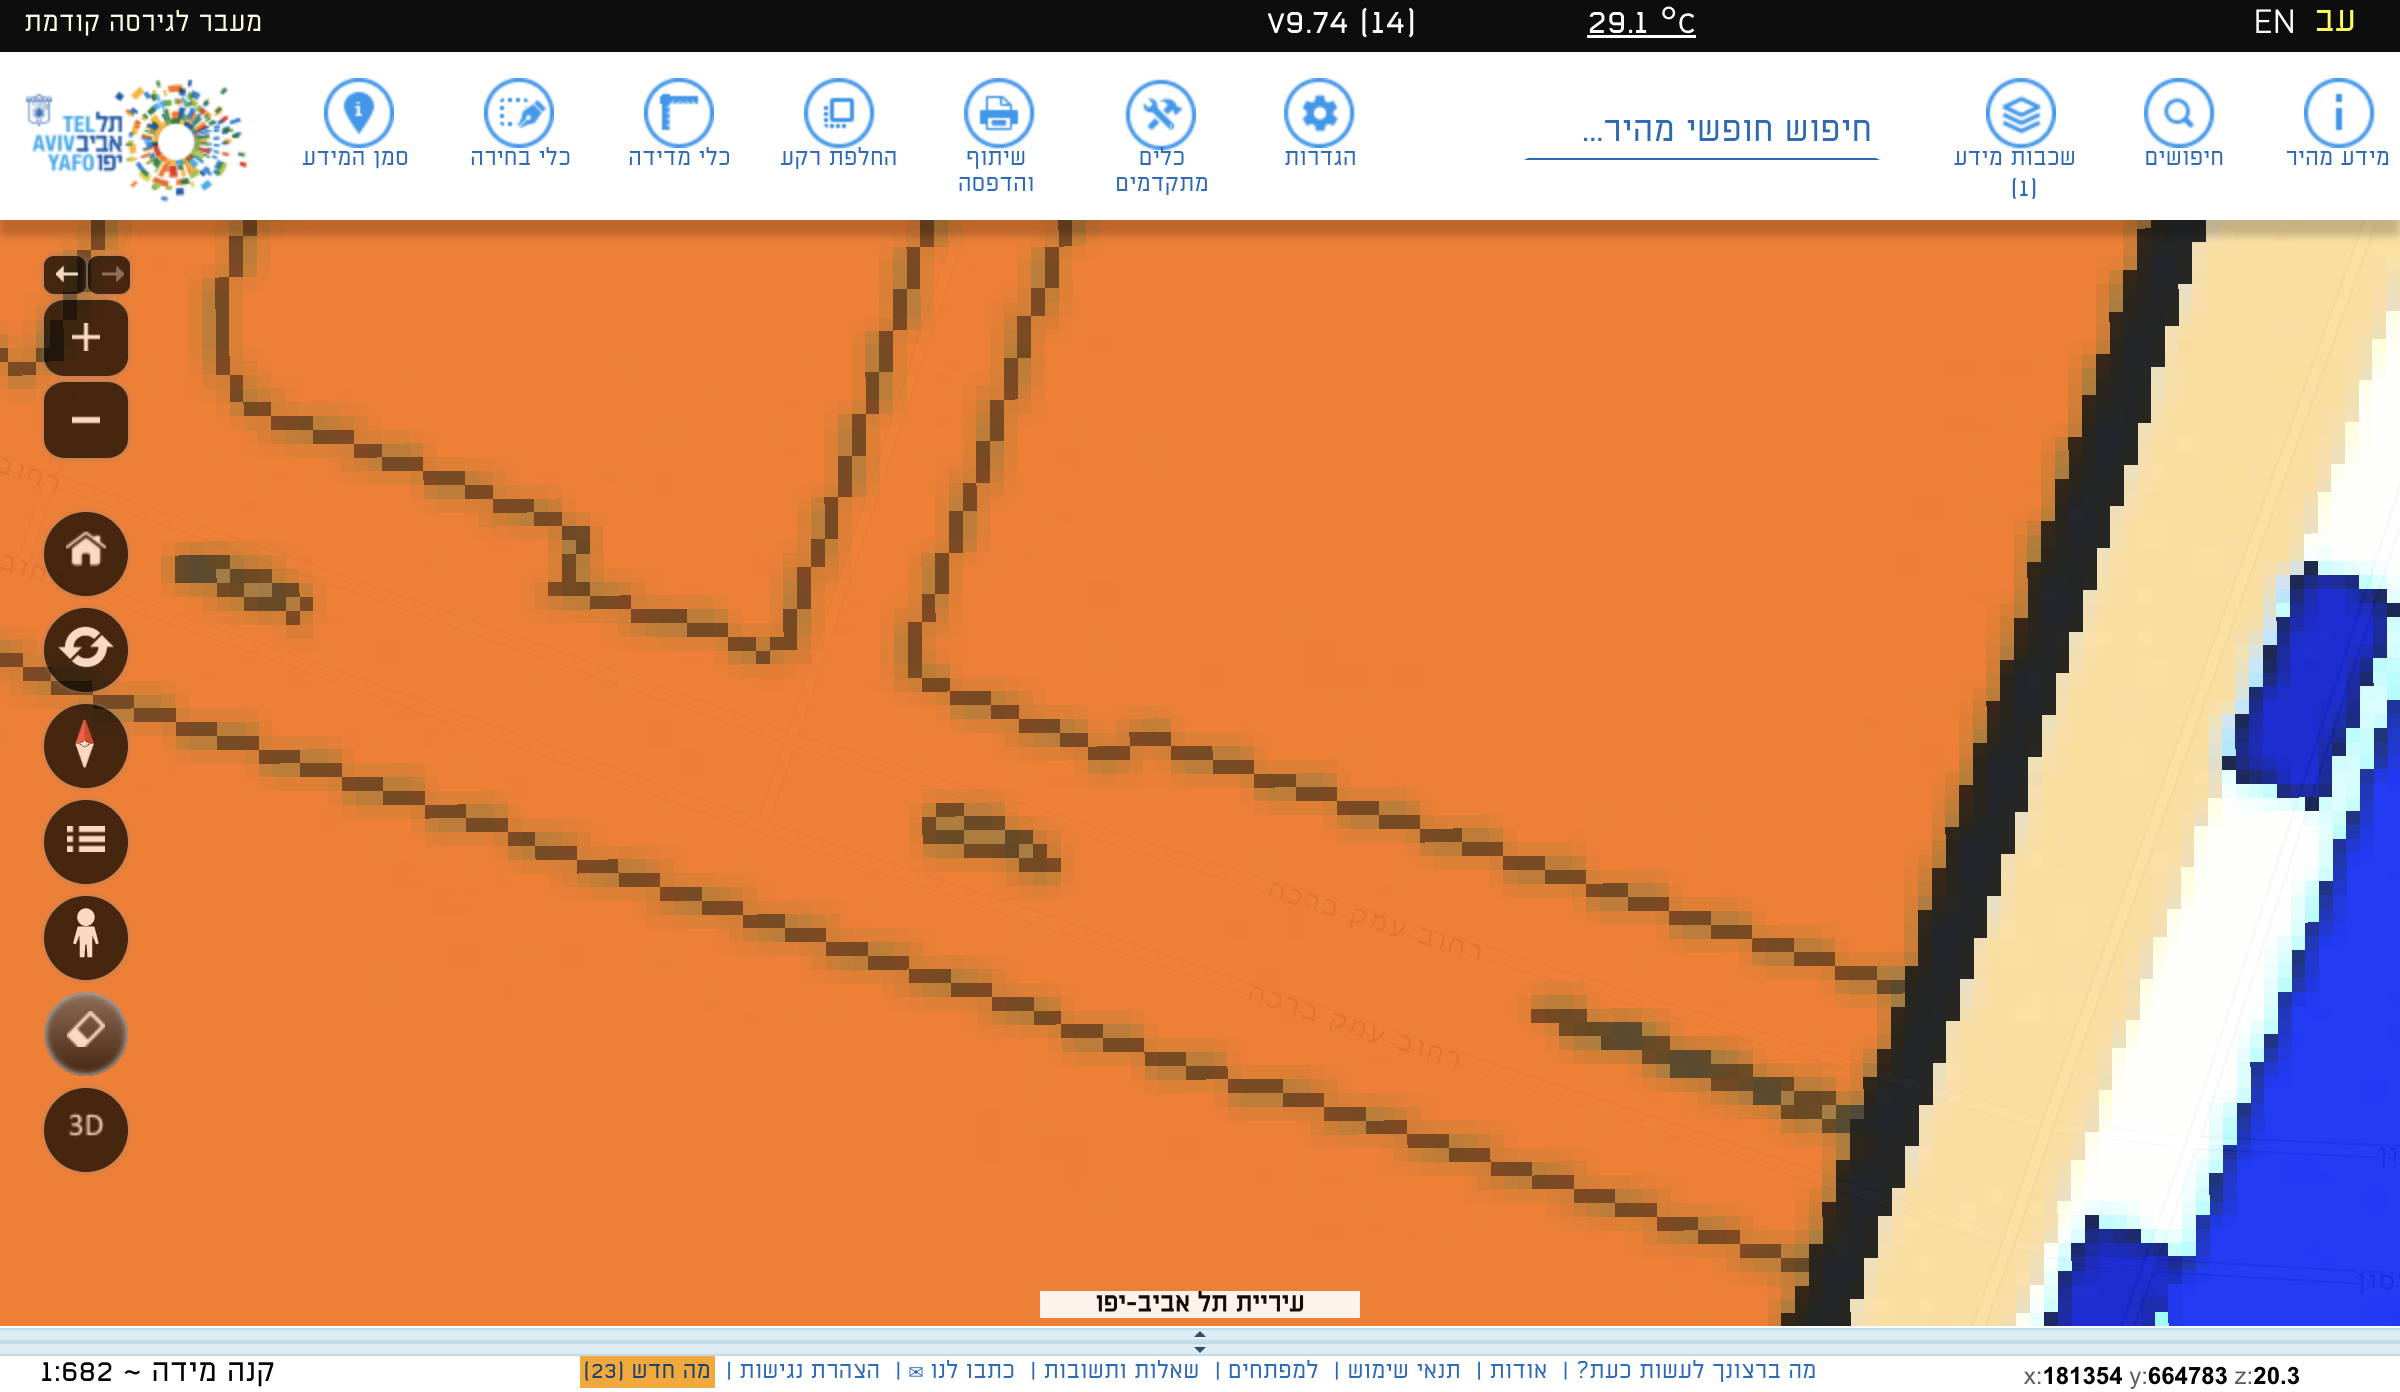 עב EN
29.1 °C
V9.74 (14)
מעבר לגירסה קודמת
מידע מהיר
חיפושים
שכבות מידע
(1)
חיפוש חופשי מהיר...
הגדרות
כלים
מתקדמים
שיתוף
והדפסה
החלפת רקע
כלי מדידה
כלי בחירה
סמן המידע
TEL תל
AVIV אביב
YAFO יפו
רחוב
רחוב עמק ברכה
רחוב עמק ברכה
3D
עיריית תל אביב-יפו
x:181354 y:664783 z:20.3
מה ברצונך לעשות כעת? | אודות | תנאי שימוש | למפתחים | שאלות ותשובות | כתבו לנו ✉ | הצהרת נגישות | מה חדש (23)
קנה מידה ~ 1:682